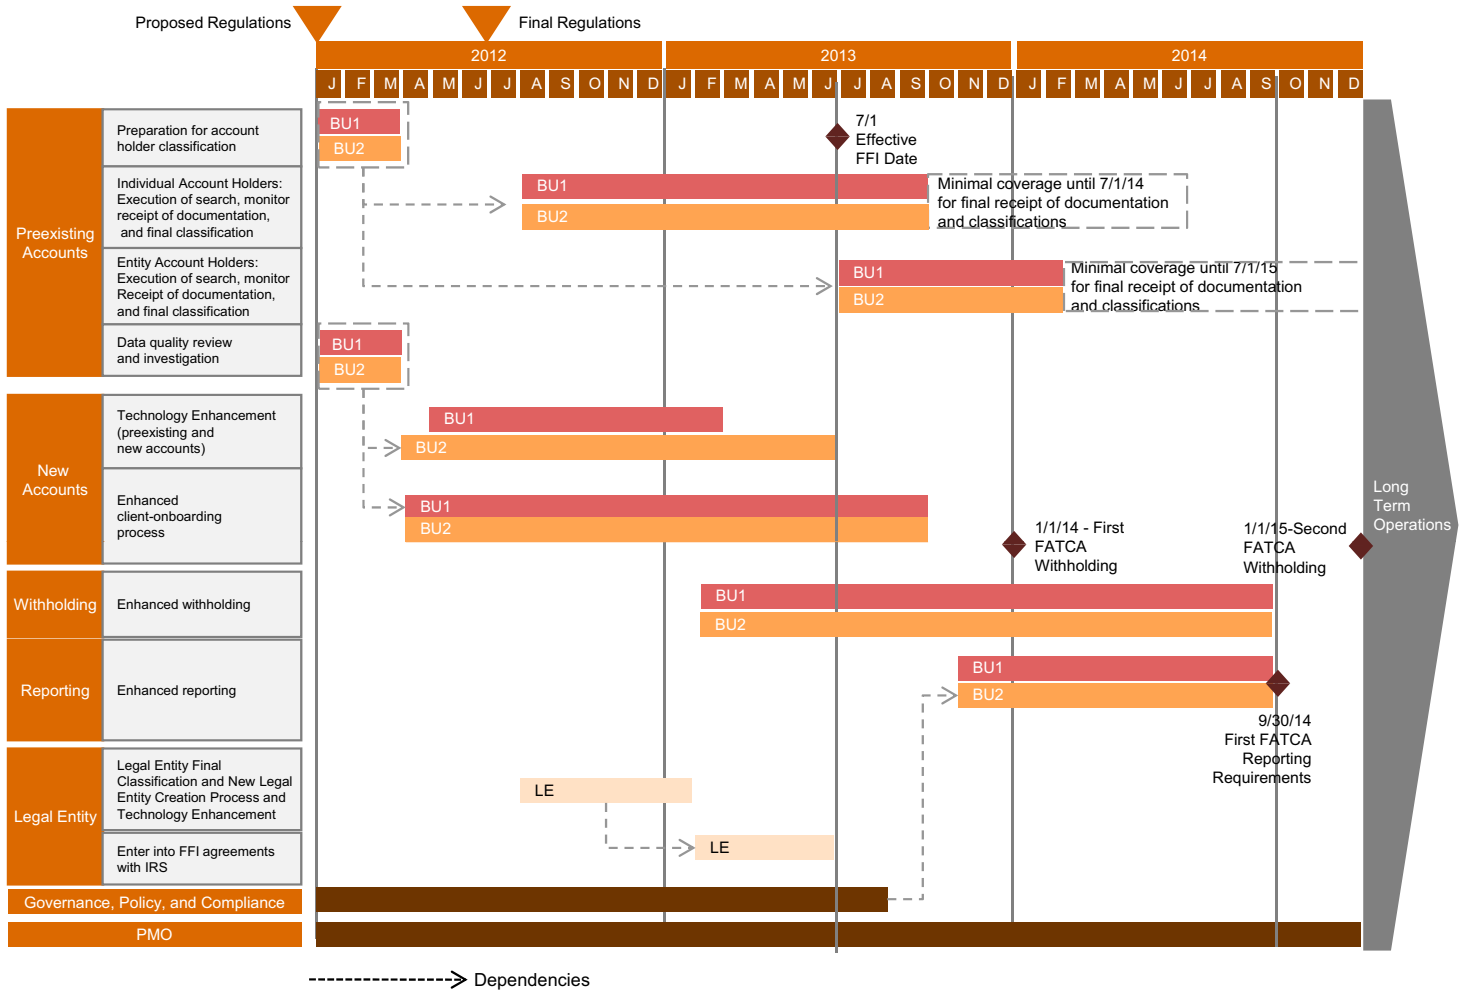 Proposed Regulations
Final Regulations
2012
2013
2014
J F M A M J J A S O N D J F M A M J J A S O N D J F M A M J J A S O N D
Preexisting
Accounts
Preparation for account
holder classification
BU1
BU2
7/1
Effective
FFI Date
Individual Account Holders:
Execution of search, monitor
receipt of documentation,
and final classification
BU1
BU2
Minimal coverage until 7/1/14
for final receipt of documentation
and classifications
Entity Account Holders:
Execution of search, monitor
Receipt of documentation,
and final classification
BU1
BU2
Minimal coverage until 7/1/15
for final receipt of documentation
and classifications
Data quality review
and investigation
BU1
BU2
New
Accounts
Technology Enhancement
(preexisting and
new accounts)
BU1
BU2
Enhanced
client-onboarding
process
BU1
BU2
1/1/14 - First
FATCA
Withholding
1/1/15-Second
FATCA
Withholding
Long
Term
Operations
Withholding
Enhanced withholding
BU1
BU2
Reporting
Enhanced reporting
BU1
BU2
9/30/14
First FATCA
Reporting
Requirements
Legal Entity
Legal Entity Final
Classification and New Legal
Entity Creation Process and
Technology Enhancement
LE
Enter into FFI agreements
with IRS
LE
Governance, Policy, and Compliance
PMO
Dependencies